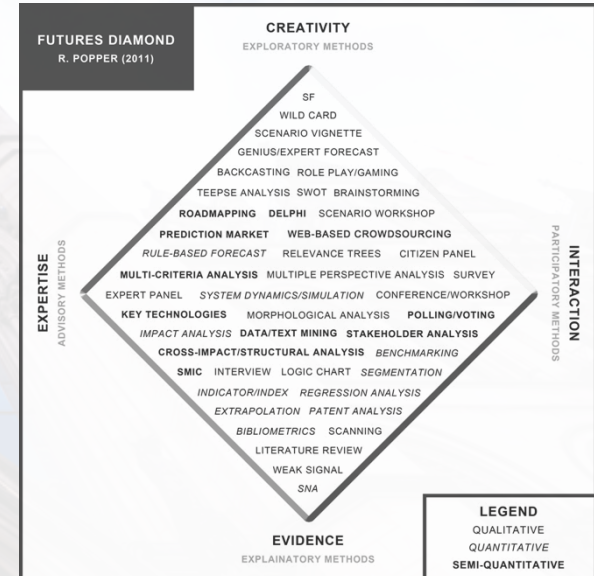 FUTURES DIAMOND
R. POPPER (2011)
CREATIVITY
EXPLORATORY METHODS
SF
WILD CARD
SCENARIO VIGNETTE
GENIUS/EXPERT FORECAST
BACKCASTING ROLE PLAY/GAMING
TEEPSE ANALYSIS SWOT BRAINSTORMING
ROADMAPPING DELPHI SCENARIO WORKSHOP
PREDICTION MARKET WEB-BASED CROWDSOURCING
RULE-BASED FORECAST RELEVANCE TREES CITIZEN PANEL
MULTI-CRITERIA ANALYSIS MULTIPLE PERSPECTIVE ANALYSIS SURVEY
EXPERT PANEL SYSTEM DYNAMICS/SIMULATION CONFERENCE/WORKSHOP
KEY TECHNOLOGIES MORPHOLOGICAL ANALYSIS POLLING/VOTING
IMPACT ANALYSIS DATA/TEXT MINING STAKEHOLDER ANALYSIS
CROSS-IMPACT/STRUCTURAL ANALYSIS BENCHMARKING
SMIC INTERVIEW LOGIC CHART SEGMENTATION
INDICATOR/INDEX REGRESSION ANALYSIS
EXTRAPOLATION PATENT ANALYSIS
BIBLIOMETRICS SCANNING
LITERATURE REVIEW
WEAK SIGNAL
SNA
EXPERTISE
ADVISORY METHODS
INTERACTION
PARTICIPATORY METHODS
EVIDENCE
EXPLAINATORY METHODS
LEGEND
QUALITATIVE
QUANTITATIVE
SEMI-QUANTITATIVE